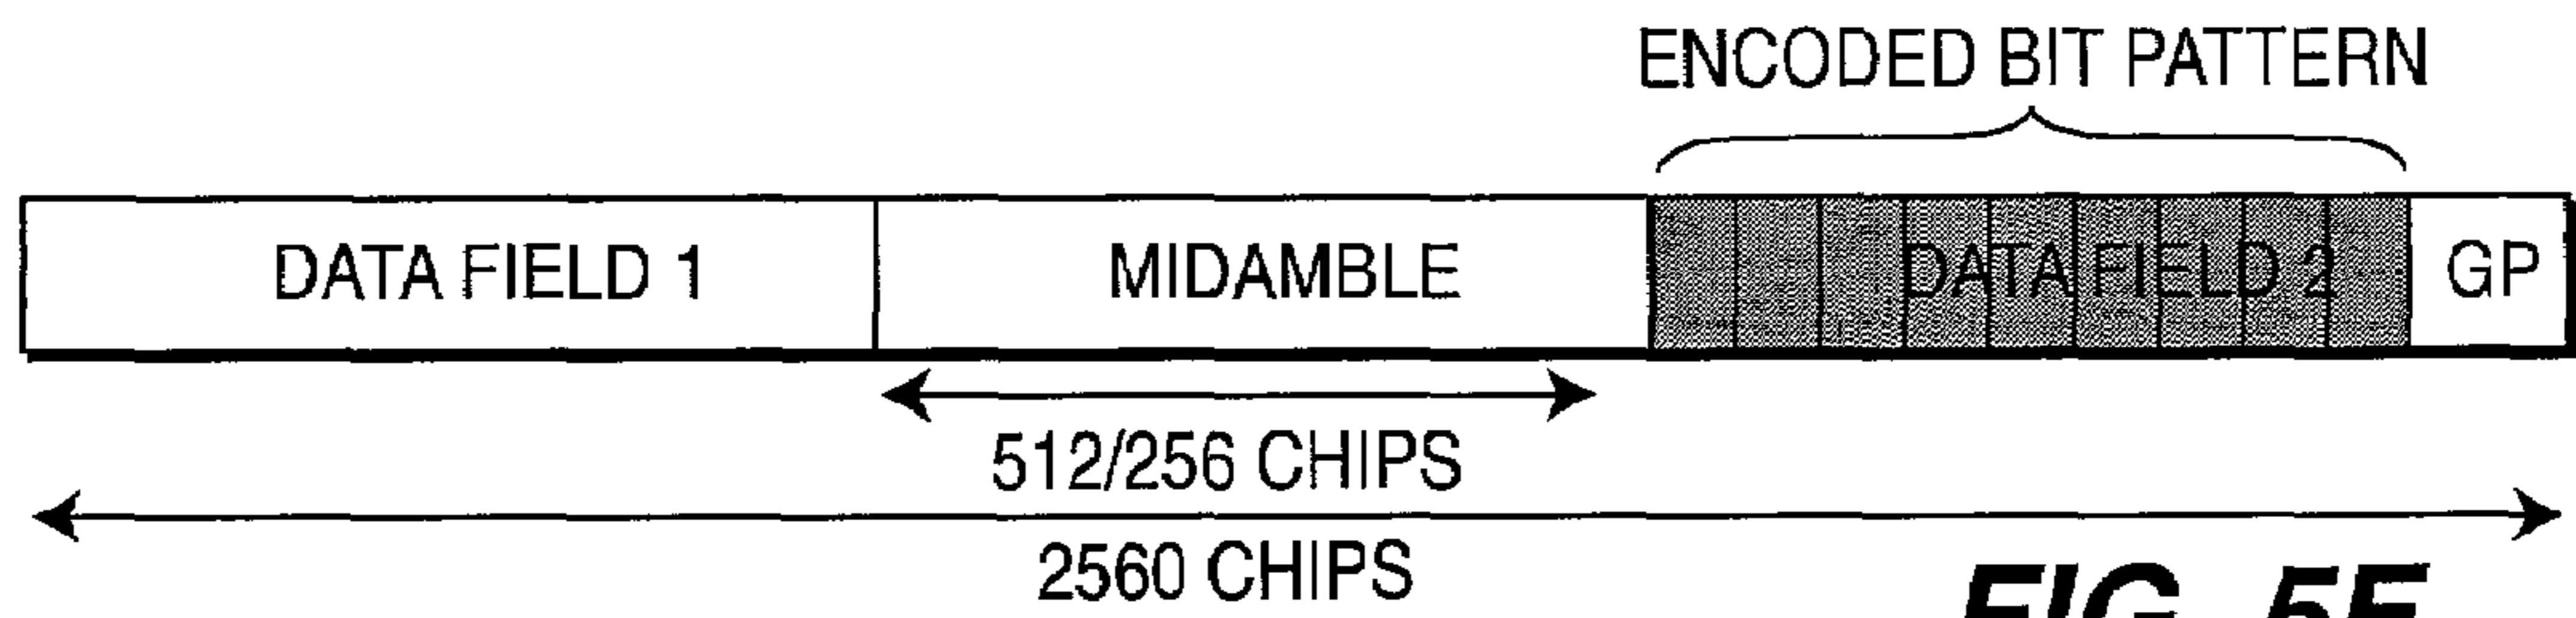 ENCODED BIT PATTERN
DATA FIELD 1 MIDAMBLE DATA FIELD 2 GP
512/256 CHIPS
2560 CHIPS